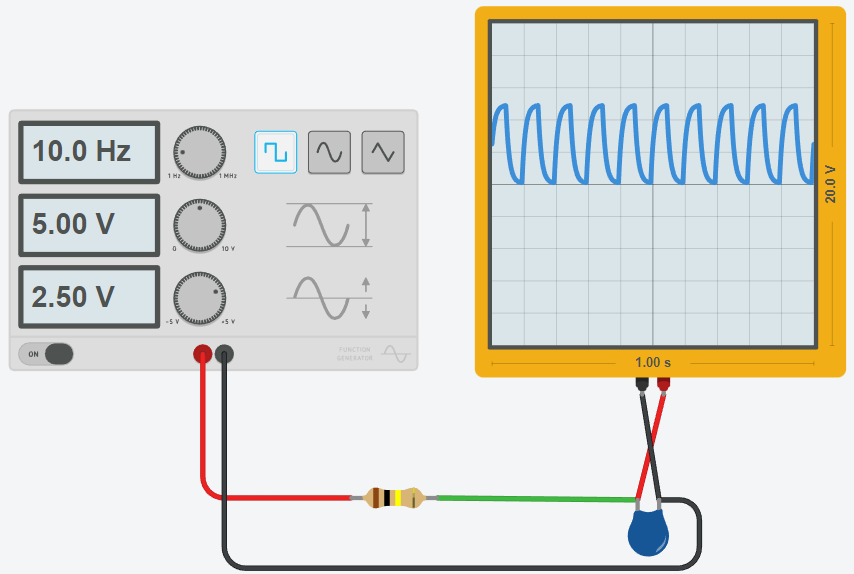 10.0 Hz
1 Hz
1 MHz
5.00 V
0
10 V
2.50 V
-5 V
+5 V
ON
FUNCTION
GENERATOR
20.0 V
1.00 s